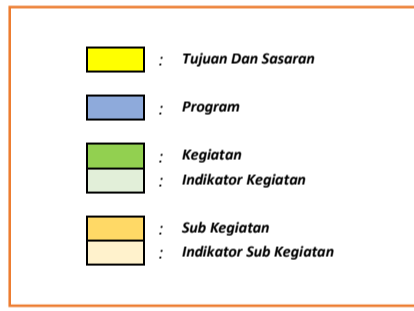 : Tujuan Dan Sasaran
: Program
: Kegiatan
: Indikator Kegiatan
: Sub Kegiatan
: Indikator Sub Kegiatan